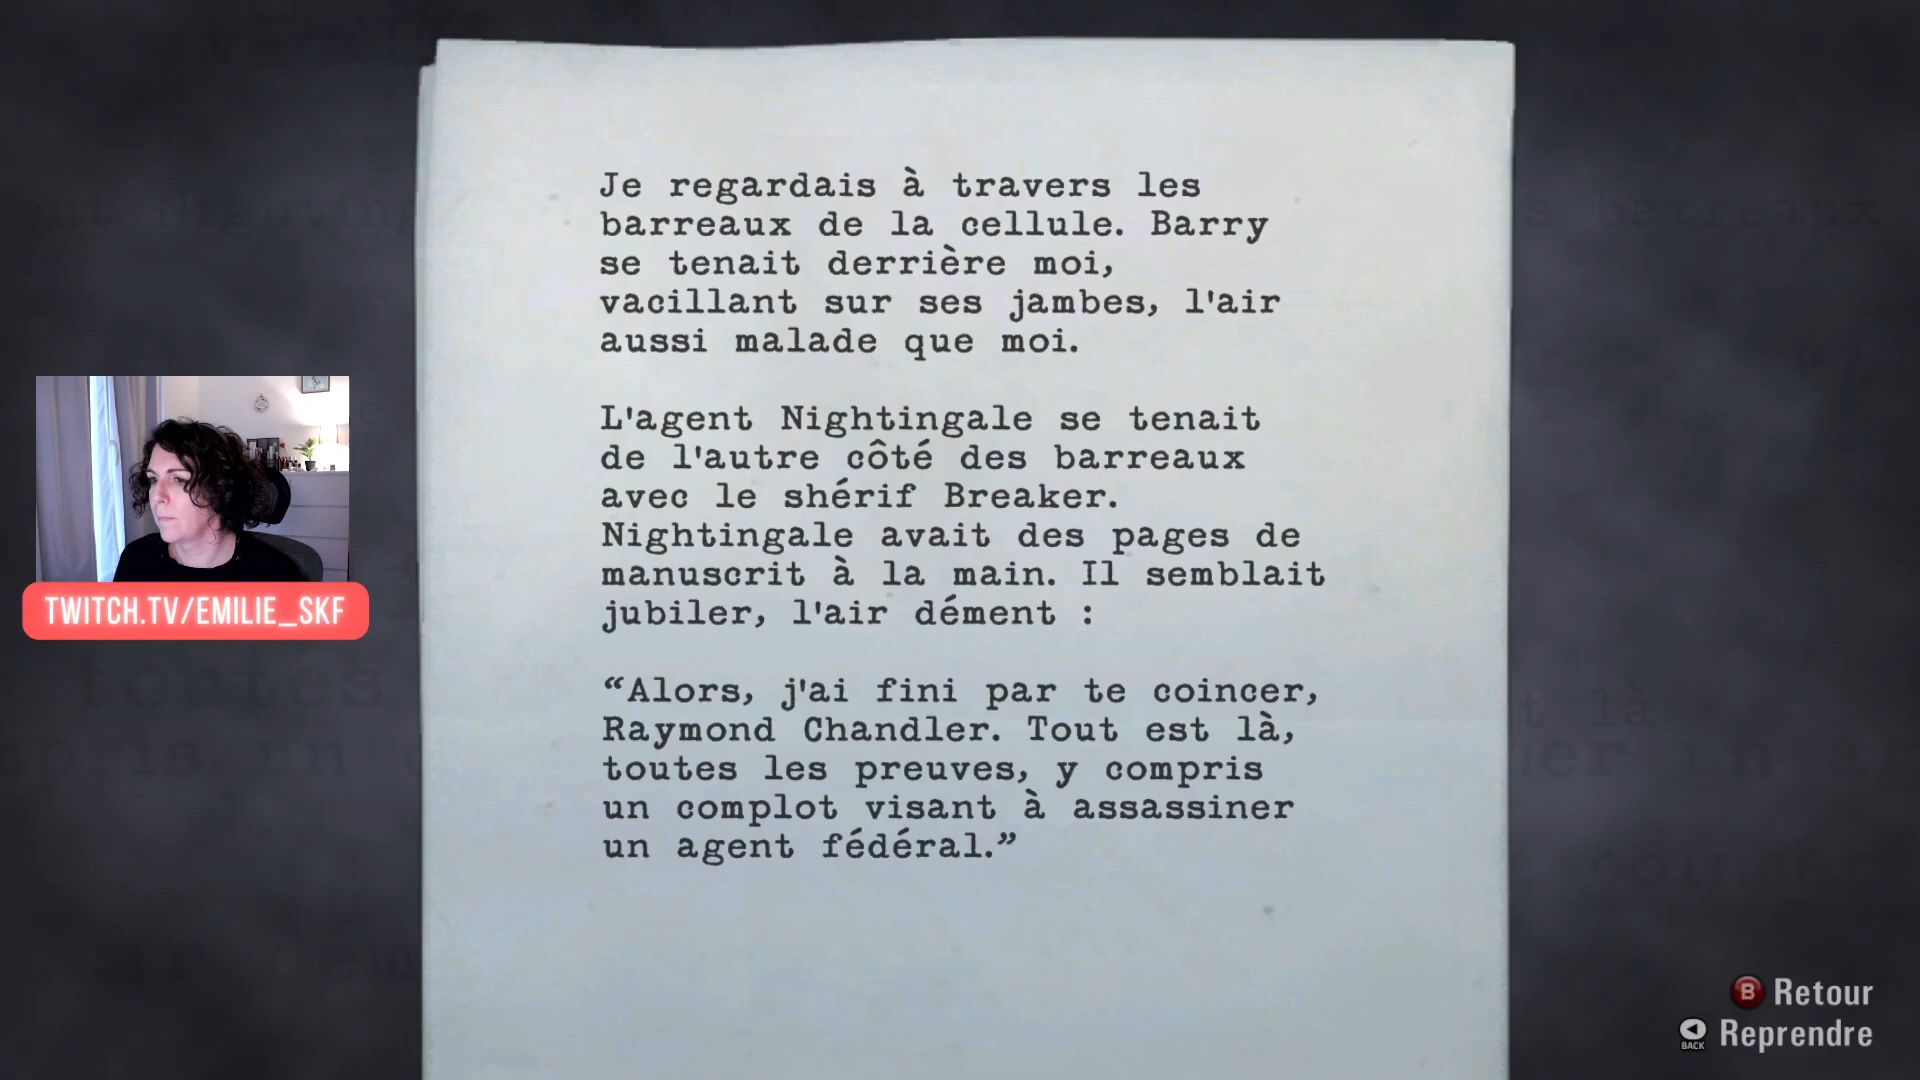 Je regardais à travers les
barreaux de la cellule. Barry
se tenait derrière moi,
vacillant sur ses jambes, l'air
aussi malade que moi.
L'agent Nightingale se tenait
de l'autre côté des barreaux
avec le shérif Breaker.
Nightingale avait des pages de
manuscrit à la main. Il semblait
jubiler, l'air dément :
“Alors, j'ai fini par te coincer,
Raymond Chandler. Tout est là,
toutes les preuves, y compris
un complot visant à assassiner
un agent fédéral.”
TWITCH.TV/EMILIE_SKF
B Retour
BACK Reprendre